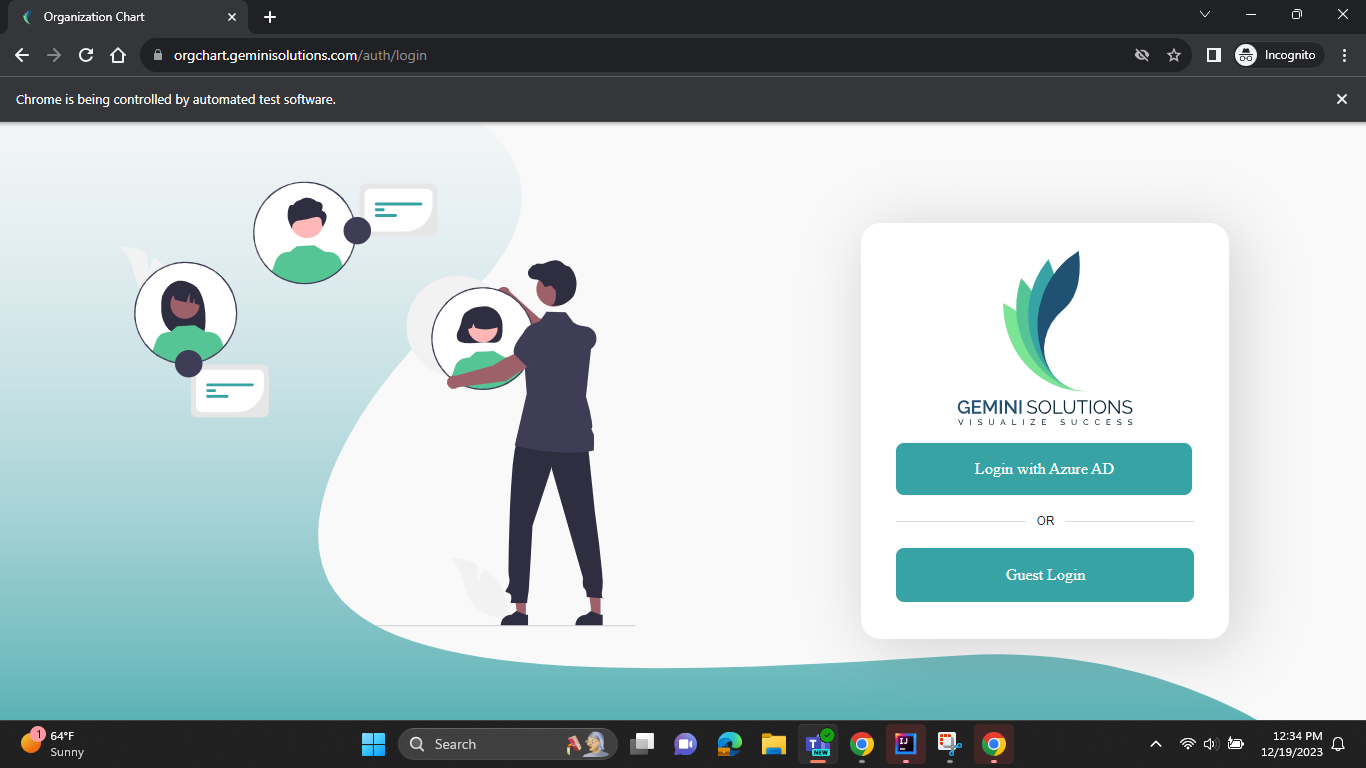 Organization Chart
orgchart.geminisolutions.com/auth/login
Incognito
Chrome is being controlled by automated test software.
GEMINI SOLUTIONS
VISUALIZE SUCCESS
Login with Azure AD
OR
Guest Login
1
64°F
Sunny
Search
T
NEW
IJ
12:34 PM
12/19/2023